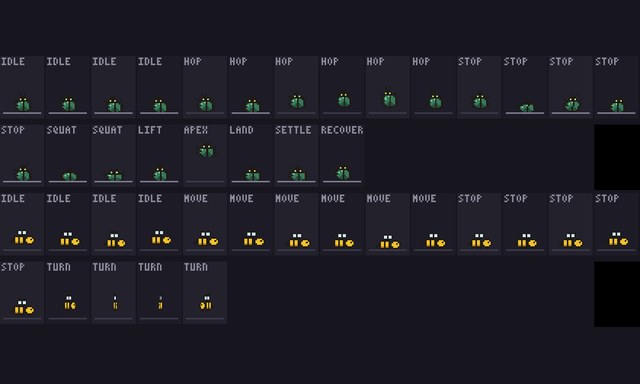 IDLE IDLE IDLE IDLE HOP HOP HOP HOP HOP HOP STOP STOP STOP STOP
STOP SQUAT SQUAT LIFT APEX LAND SETTLE RECOVER
IDLE IDLE IDLE IDLE MOVE MOVE MOVE MOVE MOVE MOVE STOP STOP STOP STOP
STOP TURN TURN TURN TURN